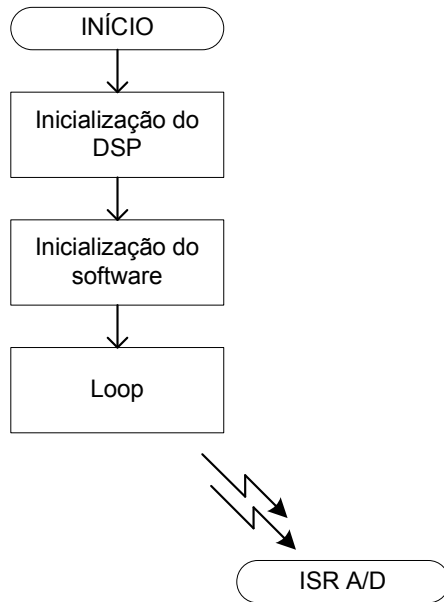 INÍCIO
Inicialização do
DSP
Inicialização do
software
Loop
ISR A/D